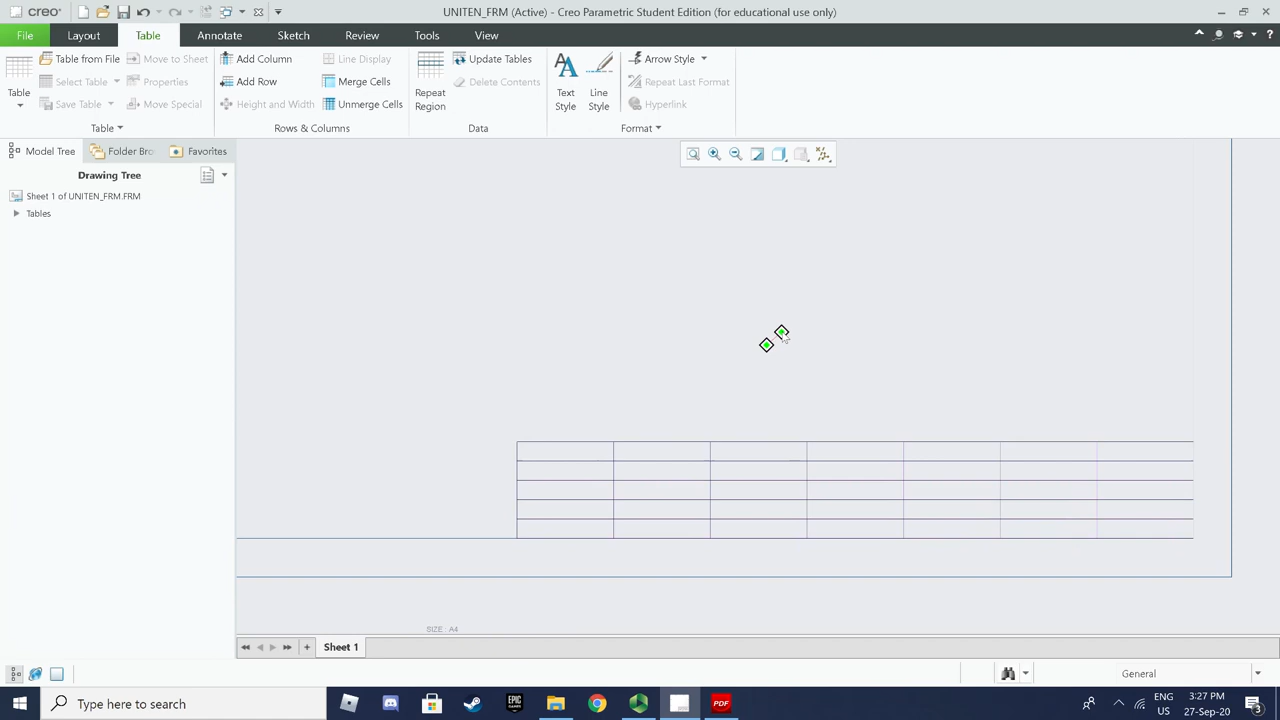 creo
UNITEN_FRM (Active) - Creo Parametric Student Edition (for educational use only)
File Layout Table Annotate Sketch Review Tools View
Table
Table from File
Select Table
Save Table
Move to Sheet
Properties
Move Special
Table
Add Column
Add Row
Height and Width
Line Display
Merge Cells
Unmerge Cells
Rows & Columns
Repeat
Region
Update Tables
Delete Contents
Data
Text
Style
Line
Style
Arrow Style
Repeat Last Format
Hyperlink
Format
Model Tree Folder Bro Favorites
Drawing Tree
Sheet 1 of UNITEN_FRM.FRM
Tables
SIZE : A4
Sheet 1
General
Type here to search
EPIC
GAMES
PDF
ENG
US
3:27 PM
27-Sep-20
3